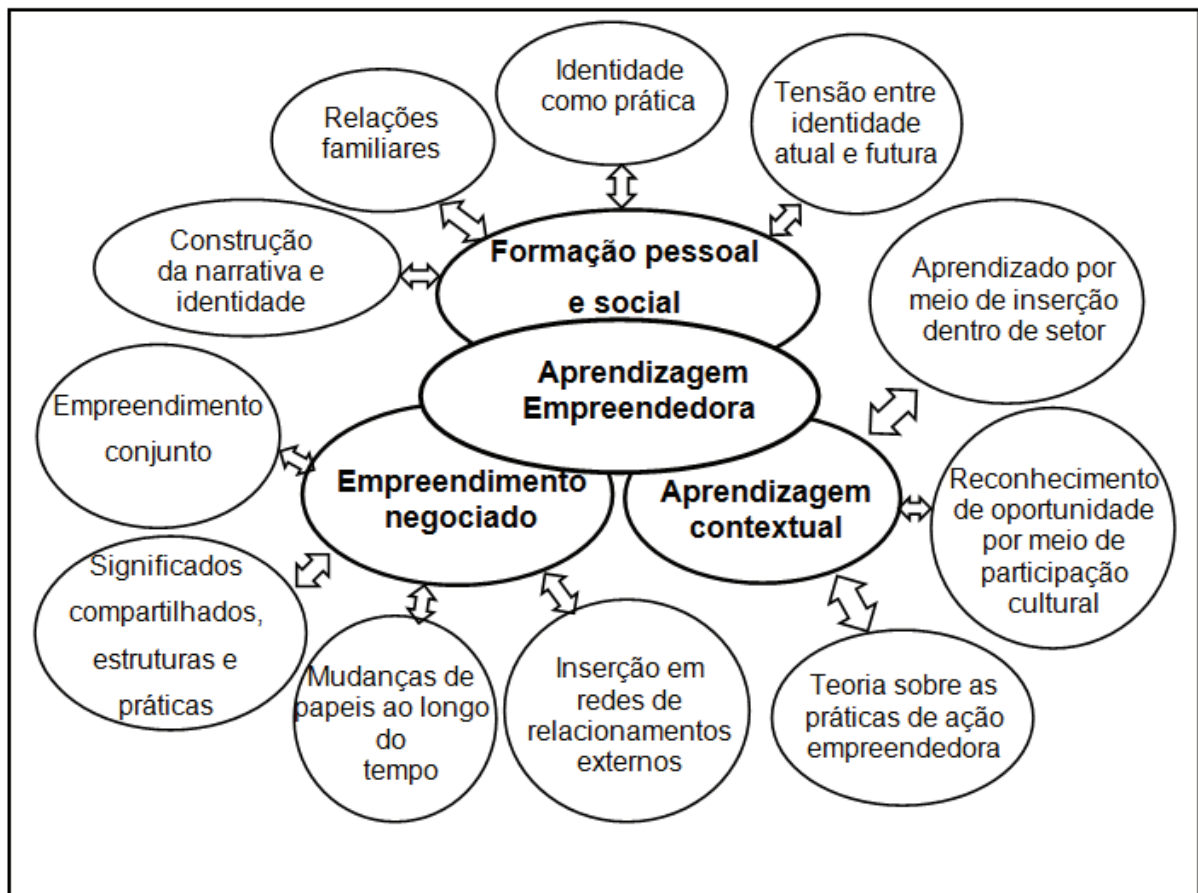 Identidade
como prática
Tensão entre
identidade
atual e futura
Relações
familiares
Construção
da narrativa e
identidade
Formação pessoal
e social
Aprendizado por
meio de inserção
dentro de setor
Aprendizagem
Empreendedora
Empreendimento
conjunto
Empreendimento
negociado
Aprendizagem
contextual
Reconhecimento
de oportunidade
por meio de
participação
cultural
Significados
compartilhados,
estruturas e
práticas
Mudanças de
papeis ao longo
do
tempo
Inserção em
redes de
relacionamentos
externos
Teoria sobre as
práticas de ação
empreendedora